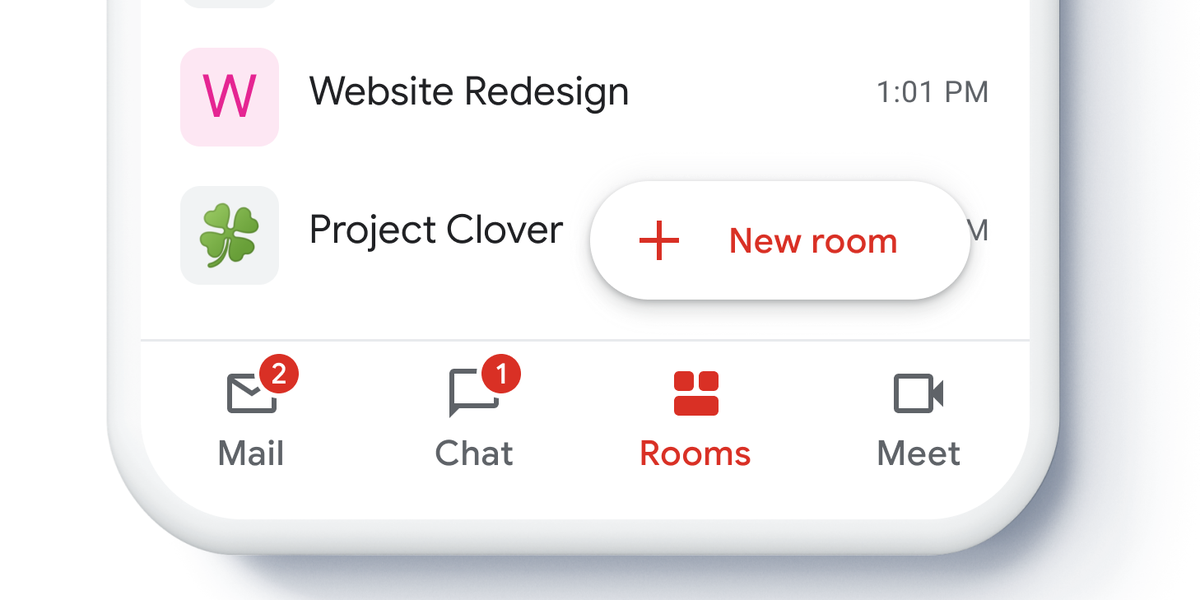 W
Website Redesign
1:01 PM
Project Clover
M
+ New room
2
1
Mail
Chat
Rooms
Meet